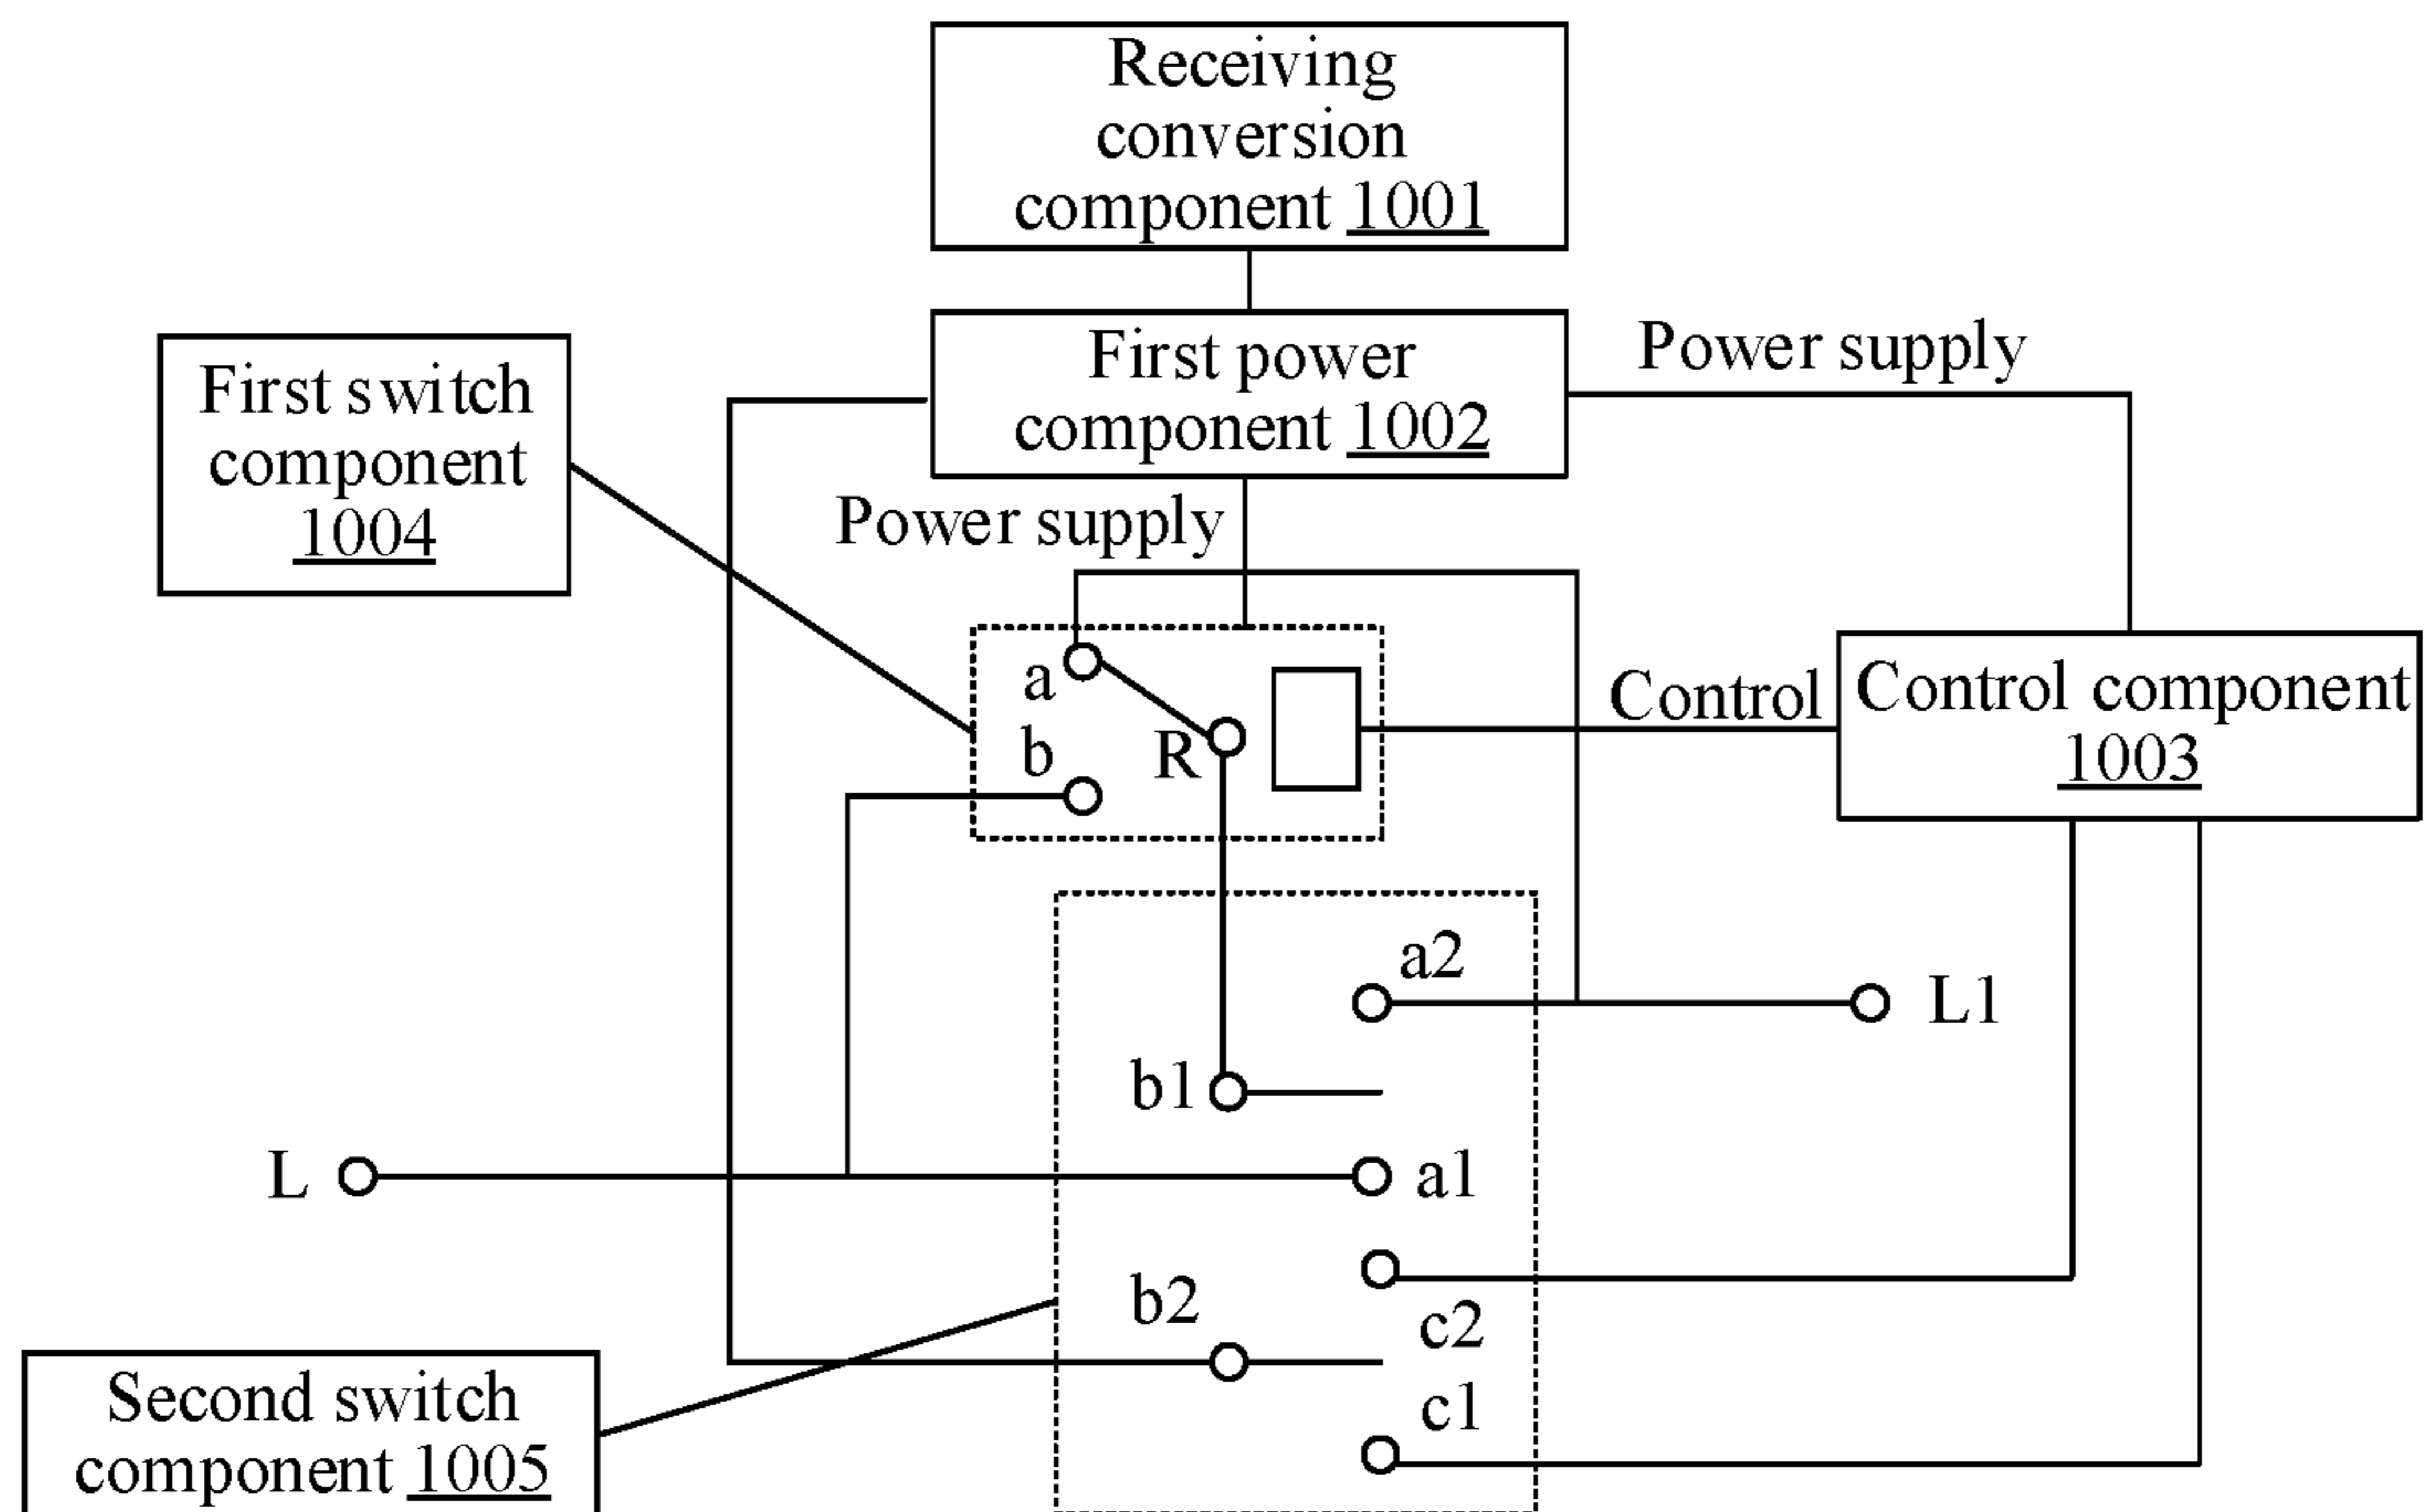 Receiving
conversion
component 1001
First power
component 1002
Power supply
First switch
component
1004
Power supply
a
b
R
Control
Control component
1003
a2
L1
b1
L
a1
b2
c2
c1
Second switch
component 1005